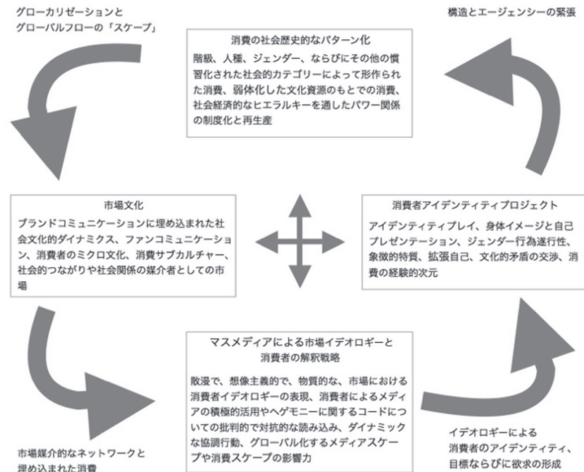 グローカリゼーションと
グローバルフローの「スケープ」
構造とエージェンシーの緊張
消費の社会歴史的なパターン化
階級、人種、ジェンダー、ならびにその他の慣
習化された社会的カテゴリーによって形作られ
た消費、弱体化した文化資源のもとでの消費、
社会経済的なヒエラルキーを通したパワー関係
の制度化と再生産
市場文化
ブランドコミュニケーションに埋め込まれた社
会文化的ダイナミクス、ファンコミュニケーショ
ン、消費者のミクロ文化、消費サブカルチャー、
社会的つながりや社会関係の媒介者としての市
場
消費者アイデンティティプロジェクト
アイデンティティプレイ、身体イメージと自己
プレゼンテーション、ジェンダー行為遂行性、
象徴的特質、拡張自己、文化的矛盾の交渉、消
費の経験的次元
マスメディアによる市場イデオロギーと
消費者の解釈戦略
散漫で、想像主義的で、物質的な、市場における
消費者イデオロギーの表現、消費者によるメディ
アの積極的活用やヘゲモニーに関するコードにつ
いての批判的で対抗的な読み込み、ダイナミック
な協調行動、グローバル化するメディアスケー
プや消費スケープの影響力
市場媒介的なネットワークと
埋め込まれた消費
イデオロギーによる
消費者のアイデンティティ、
目標ならびに欲求の形成